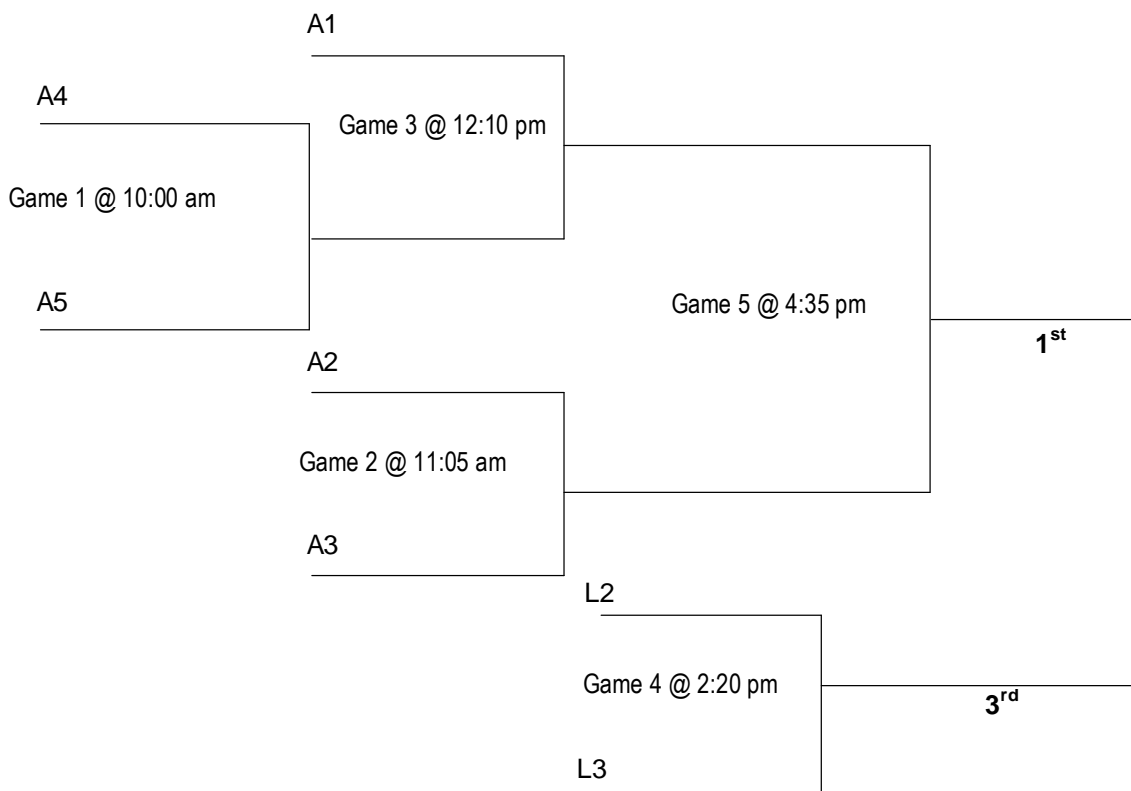 A1
A4
Game 3 @ 12:10 pm
Game 1 @ 10:00 am
A5
Game 5 @ 4:35 pm
1st
A2
Game 2 @ 11:05 am
A3
L2
Game 4 @ 2:20 pm
3rd
L3